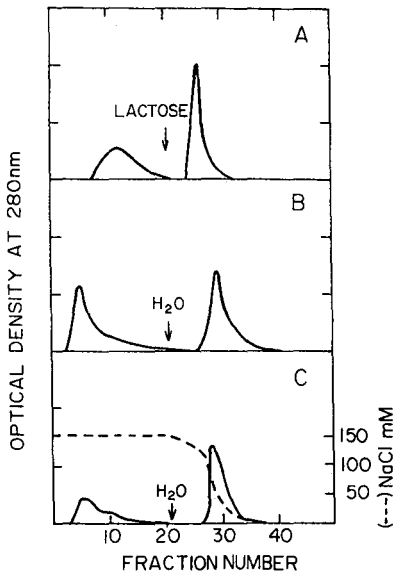 A
LACTOSE
B
H₂O
C
H₂O
150
100
50
10 20 30 40
FRACTION NUMBER
OPTICAL DENSITY AT 280nm
(---) NaCl mM